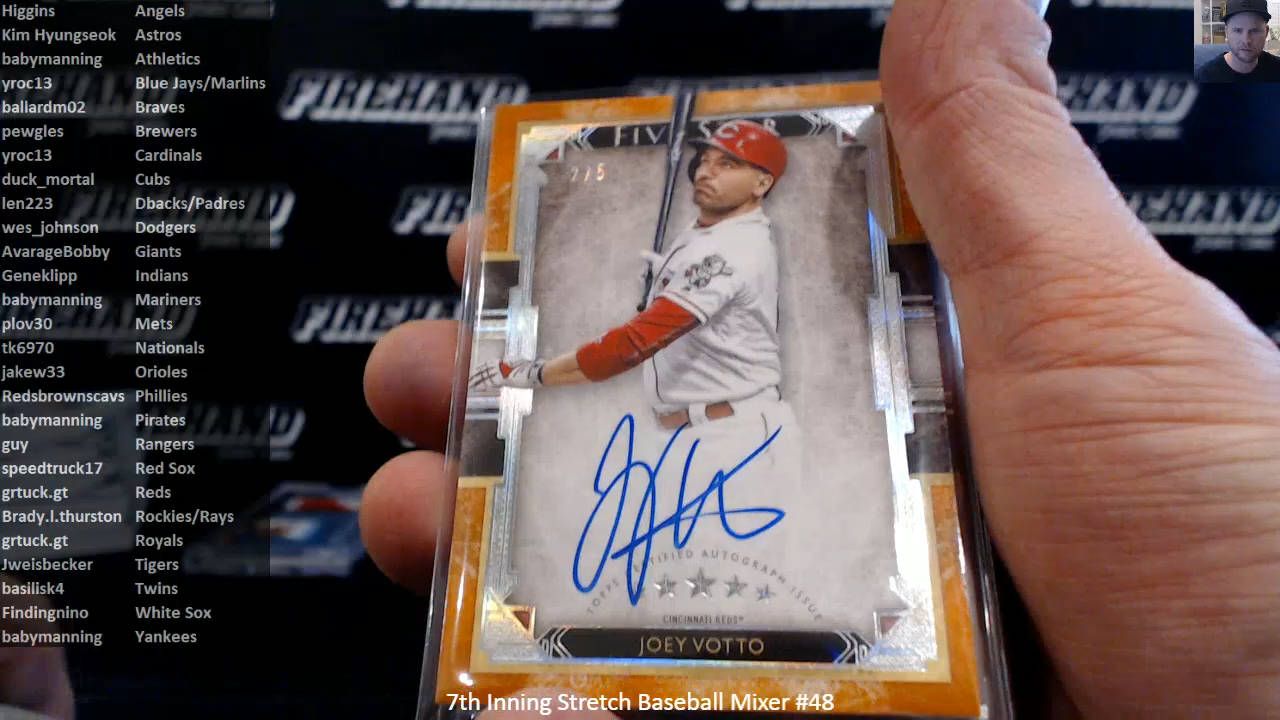 Higgins Angels
Kim Hyungseok Astros
babymanning Athletics
yroc13 Blue Jays/Marlins
ballardm02 Braves
pewgles Brewers
yroc13 Cardinals
duck_mortal Cubs
len223 Dbacks/Padres
wes_johnson Dodgers
AvarageBobby Giants
Geneklipp Indians
babymanning Mariners
plov30 Mets
tk6970 Nationals
jakew33 Orioles
Redsbrownscavs Phillies
babymanning Pirates
guy Rangers
speedtruck17 Red Sox
grtuck.gt Reds
Brady.l.thurston Rockies/Rays
grtuck.gt Royals
Jweisbecker Tigers
basilisk4 Twins
Findingnino White Sox
babymanning Yankees
FIREHAND
2/5
TOPPS CERTIFIED AUTOGRAPH ISSUE
CINCINNATI REDS
JOEY VOTTO
7th Inning Stretch Baseball Mixer #48